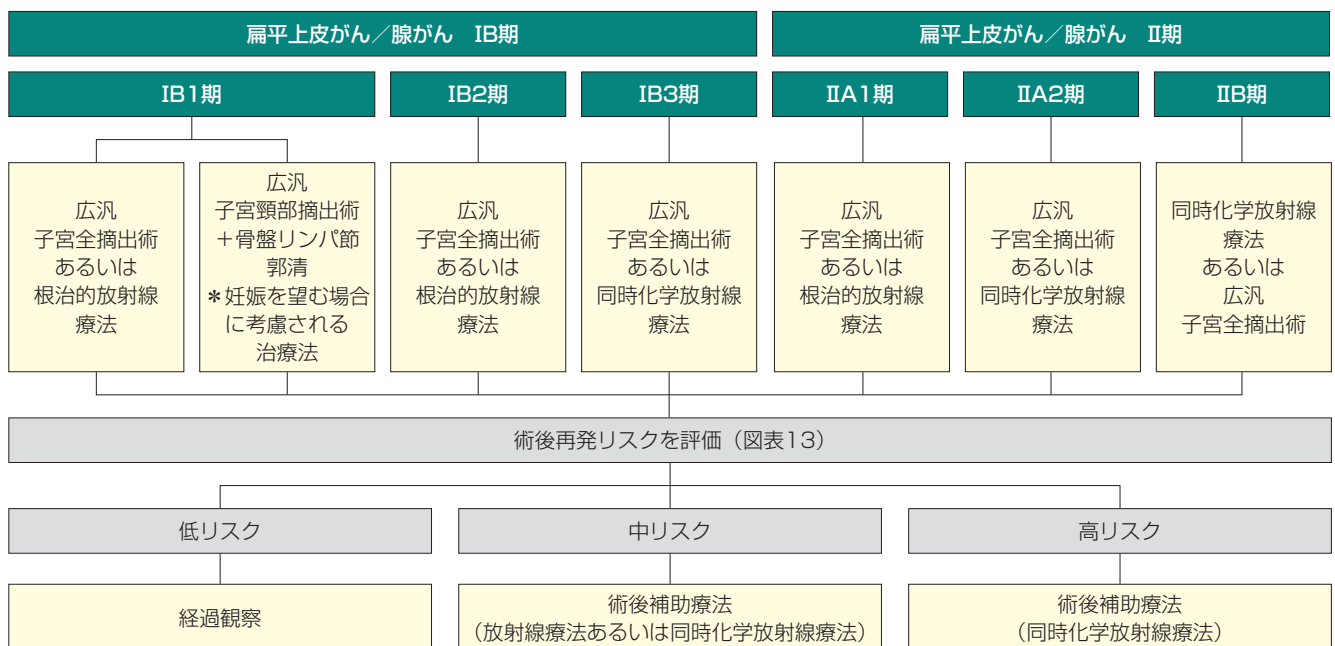 扁平上皮がん／腺がん　ⅠB期
扁平上皮がん／腺がん　Ⅱ期
ⅠB1期
ⅠB2期
ⅠB3期
ⅡA1期
ⅡA2期
ⅡB期
広汎
子宮全摘出術
あるいは
根治的放射線
療法
広汎
子宮頸部摘出術
＋骨盤リンパ節
郭清
＊妊娠を望む場合
に考慮される
治療法
広汎
子宮全摘出術
あるいは
根治的放射線
療法
広汎
子宮全摘出術
あるいは
同時化学放射線
療法
広汎
子宮全摘出術
あるいは
根治的放射線
療法
広汎
子宮全摘出術
あるいは
同時化学放射線
療法
同時化学放射線
療法
あるいは
広汎
子宮全摘出術
術後再発リスクを評価（図表13）
低リスク
中リスク
高リスク
経過観察
術後補助療法
（放射線療法あるいは同時化学放射線療法）
術後補助療法
（同時化学放射線療法）